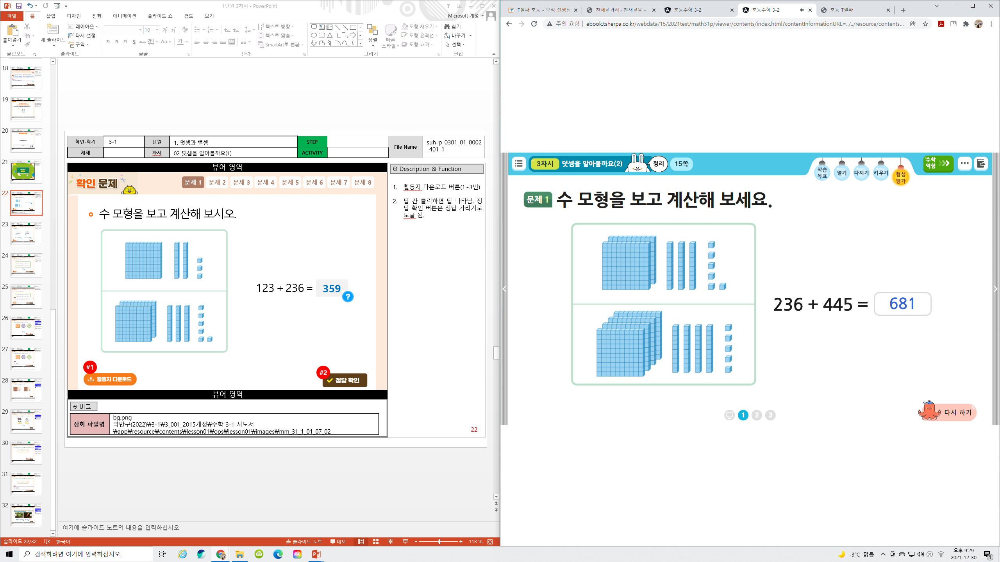 1단원 3차시 - PowerPoint
Microsoft 계정
파일 홈 삽입 디자인 전환 애니메이션 슬라이드 쇼 검토 보기
붙여넣기
새 슬라이드
레이아웃
다시 설정
구역
10
가 가 가 가 가 S 가나 Aa 가
텍스트 방향
텍스트 맞춤
SmartArt로 변환
정렬
빠른 스타일
도형 채우기
도형 윤곽선
도형 효과
찾기
바꾸기
선택
클립보드 슬라이드 글꼴 단락 그리기 편집
18
19
20
21
22
23
24
25
26
27
28
29
30
31
32
학년-학기 3-1 단원 1. 덧셈과 뺄셈 STEP File Name suh_p_0301_01_0002
_401_1
제재 차시 02 덧셈을 알아볼까요(1) ACTIVITY
뷰어 영역
확인 문제
문제 1 문제 2 문제 3 문제 4 문제 5 문제 6 문제 7 문제 8
수 모형을 보고 계산해 보시오.
123 + 236 = 359
?
#1
활동지 다운로드
#2
정답 확인
뷰어 영역
Θ 비고
삽화 파일명
bg.png
박만구(2022)₩3-1₩3_001_2015개정₩수학 3-1 지도서
₩app₩resource₩contents₩lesson01₩ops₩lesson01₩images₩mm_31_1_01_07_02
Θ Description & Function
1. 활동지 다운로드 버튼(1~3번)
2. 답 칸 클릭하면 답 나타남. 정
답 확인 버튼은 정답 가리기로
토글 됨.
22
여기에 슬라이드 노트의 내용을 입력하십시오
슬라이드 22/32 한국어 슬라이드 노트 메모 113 %
T셀파 초등 - 오직 선생님
천재교과서 · 천재교육 –
초등수학 3-2
초등수학 3-2
초등 T셀파
주의 요함 ebook.tsherpa.co.kr/webdata/15/2021test/math31p/viewer/contents/index.html?contentInformationURL=../../resource/contents...
3차시 덧셈을 알아볼까요(2) 정리 15쪽
학습
목표
열기
다지기
키우기
형성
평가
수학
익힘
문제 1 수 모형을 보고 계산해 보세요.
236 + 445 = 681
1 2 3
다시 하기
검색하려면 여기에 입력하십시오.
-3°C 맑음
오후 9:29
2021-12-30
1